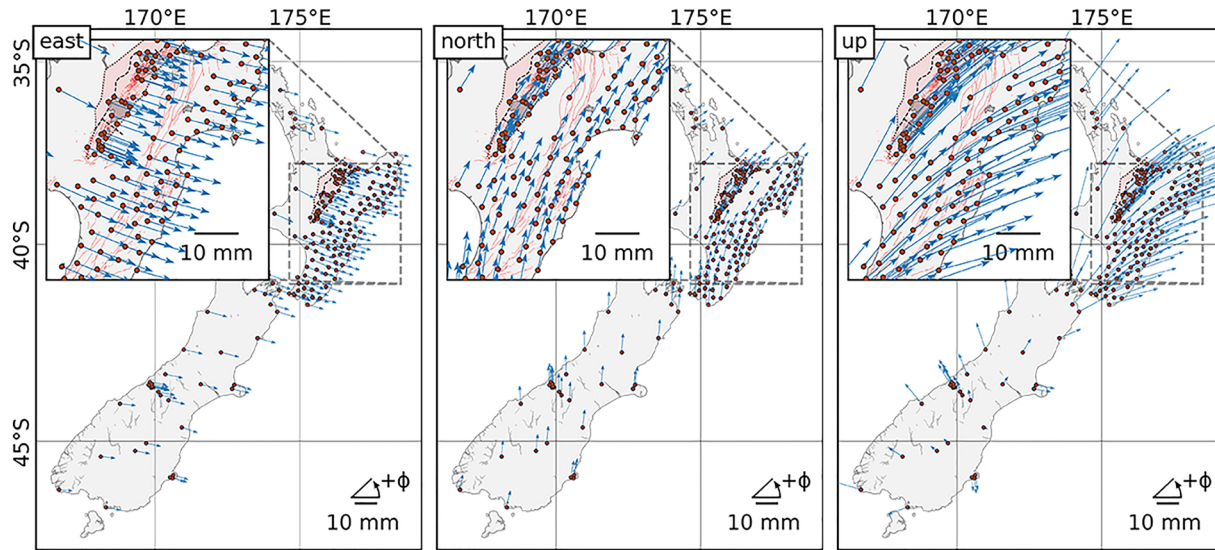 170°E 175°E 170°E 175°E 170°E 175°E
east north up
35°S
10 mm 10 mm 10 mm
40°S
45°S
+ϕ +ϕ +ϕ
10 mm 10 mm 10 mm